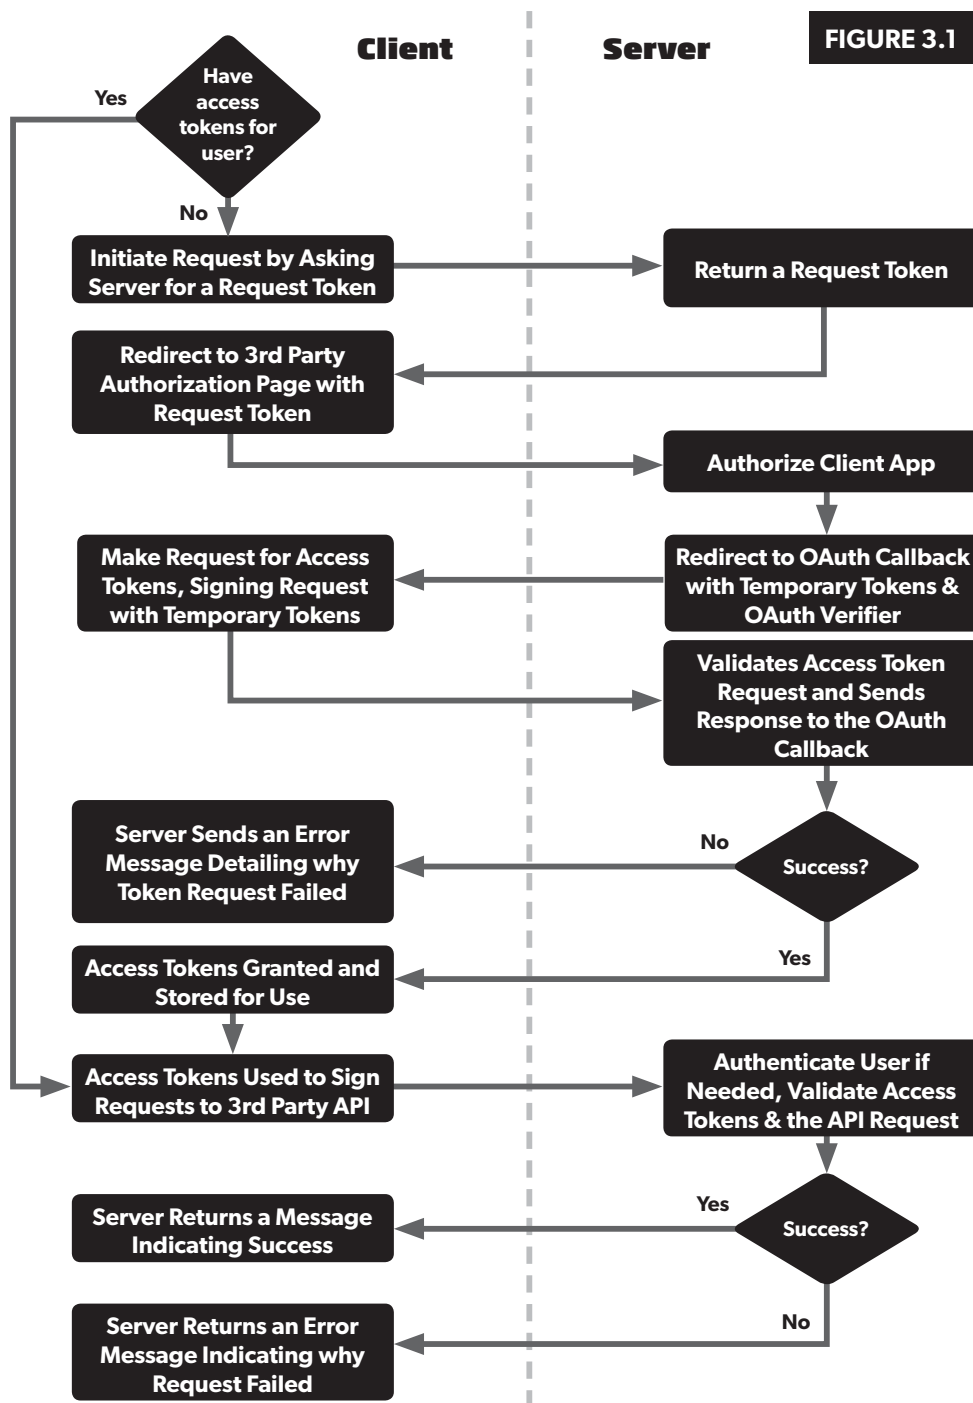 Client
Server
FIGURE 3.1
Have
access
tokens for
user?
Yes
No
Initiate Request by Asking
Server for a Request Token
Return a Request Token
Redirect to 3rd Party
Authorization Page with
Request Token
Authorize Client App
Make Request for Access
Tokens, Signing Request
with Temporary Tokens
Redirect to OAuth Callback
with Temporary Tokens &
OAuth Verifier
Validates Access Token
Request and Sends
Response to the OAuth
Callback
Server Sends an Error
Message Detailing why
Token Request Failed
No
Success?
Yes
Access Tokens Granted and
Stored for Use
Access Tokens Used to Sign
Requests to 3rd Party API
Authenticate User if
Needed, Validate Access
Tokens & the API Request
Server Returns a Message
Indicating Success
Yes
Success?
No
Server Returns an Error
Message Indicating why
Request Failed